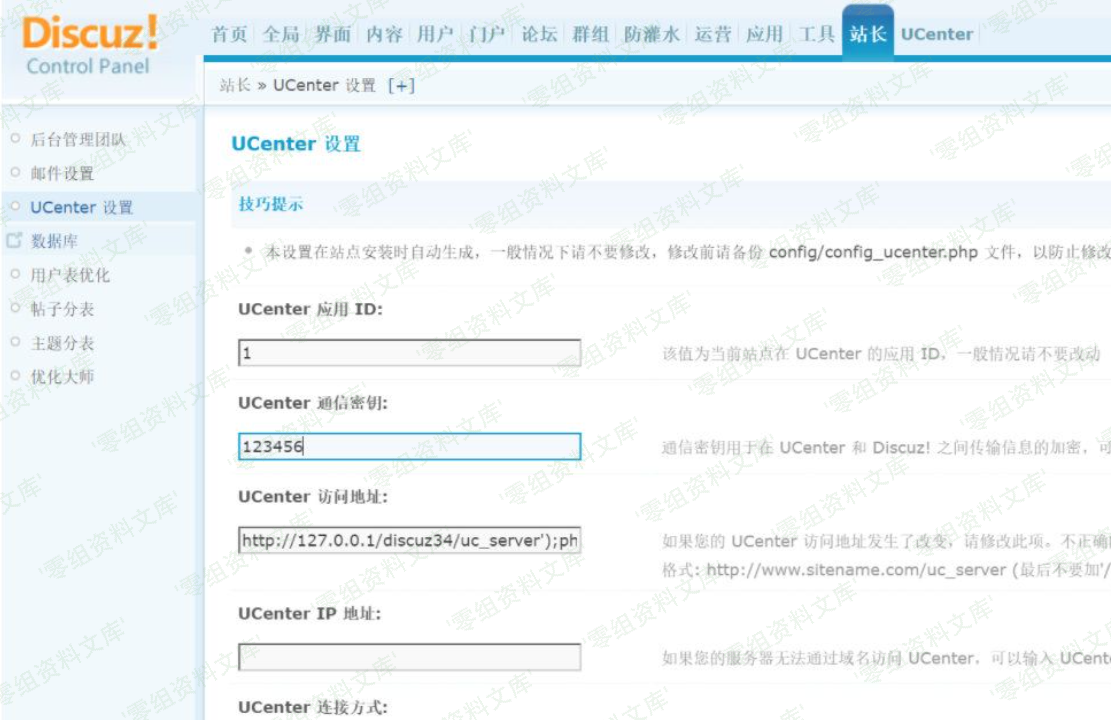 Discuz!
Control Panel
首页 全局 界面 内容 用户 门户 论坛 群组 防灌水 运营 应用 工具 站长 UCenter
站长 » UCenter 设置 [+]
后台管理团队
邮件设置
UCenter 设置
数据库
用户表优化
帖子分表
主题分表
优化大师
UCenter 设置
技巧提示
本设置在站点安装时自动生成，一般情况下请不要修改，修改前请备份 config/config_ucenter.php 文件，以防止修改
UCenter 应用 ID:
1
该值为当前站点在 UCenter 的应用 ID，一般情况请不要改动
UCenter 通信密钥:
123456
通信密钥用于在 UCenter 和 Discuz! 之间传输信息的加密，可
UCenter 访问地址:
http://127.0.0.1/discuz34/uc_server');ph
如果您的 UCenter 访问地址发生了改变，请修改此项。不正确
格式: http://www.sitename.com/uc_server (最后不要加'/
UCenter IP 地址:
如果您的服务器无法通过域名访问 UCenter，可以输入 UCente
UCenter 连接方式:
零组资料文库